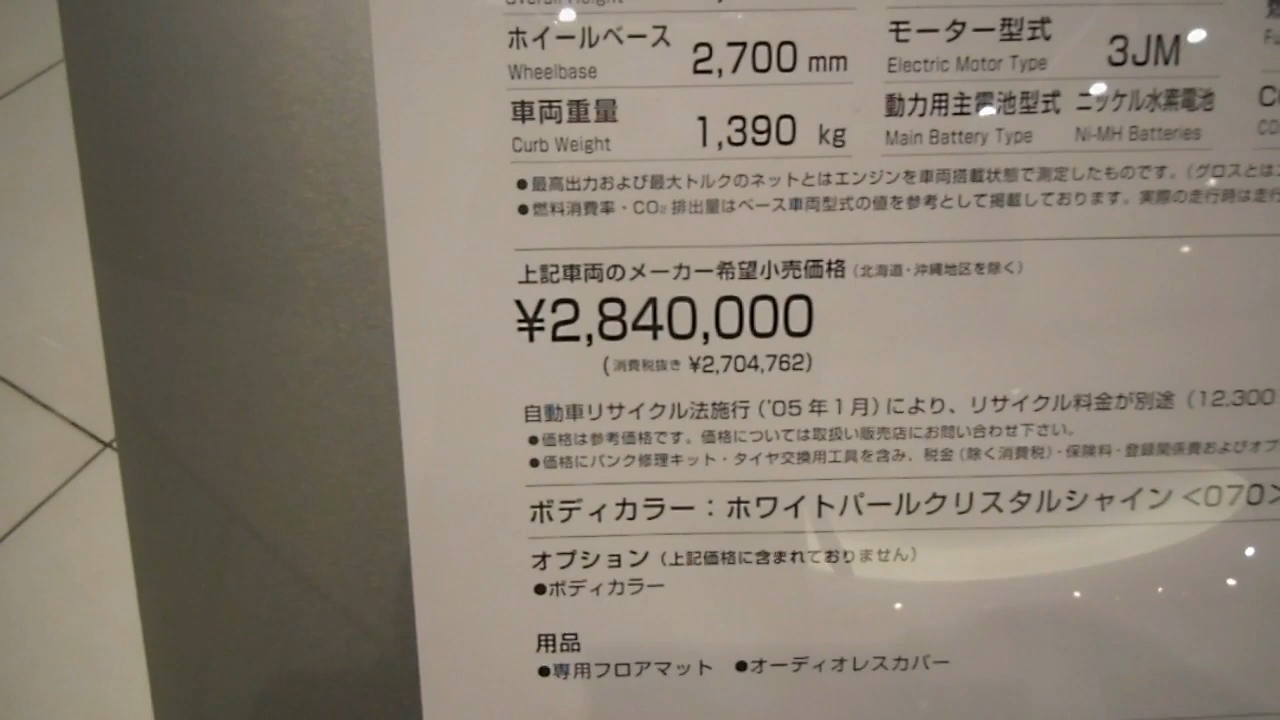 Overall Height
ホイールベース 2,700 mm モーター型式 3JM
Wheelbase Electric Motor Type
車両重量 1,390 kg 動力用主電池型式 ニッケル水素電池
Curb Weight Main Battery Type Ni-MH Batteries
●最高出力および最大トルクのネットとはエンジンを車両搭載状態で測定したものです。(グロスとは
●燃料消費率・CO₂排出量はベース車両型式の値を参考として掲載しております。実際の走行時は走行
上記車両のメーカー希望小売価格(北海道・沖縄地区を除く)
¥2,840,000
(消費税抜き ¥2,704,762)
自動車リサイクル法施行('05年1月)により、リサイクル料金が別途(12,300
●価格は参考価格です。価格については取扱い販売店にお問い合わせ下さい。
●価格にパンク修理キット・タイヤ交換用工具を含み、税金(除く消費税)・保険料・登録関係費およびオプ
ボディカラー：ホワイトパールクリスタルシャイン<070>
オプション(上記価格に含まれておりません)
●ボディカラー
用品
●専用フロアマット ●オーディオレスカバー